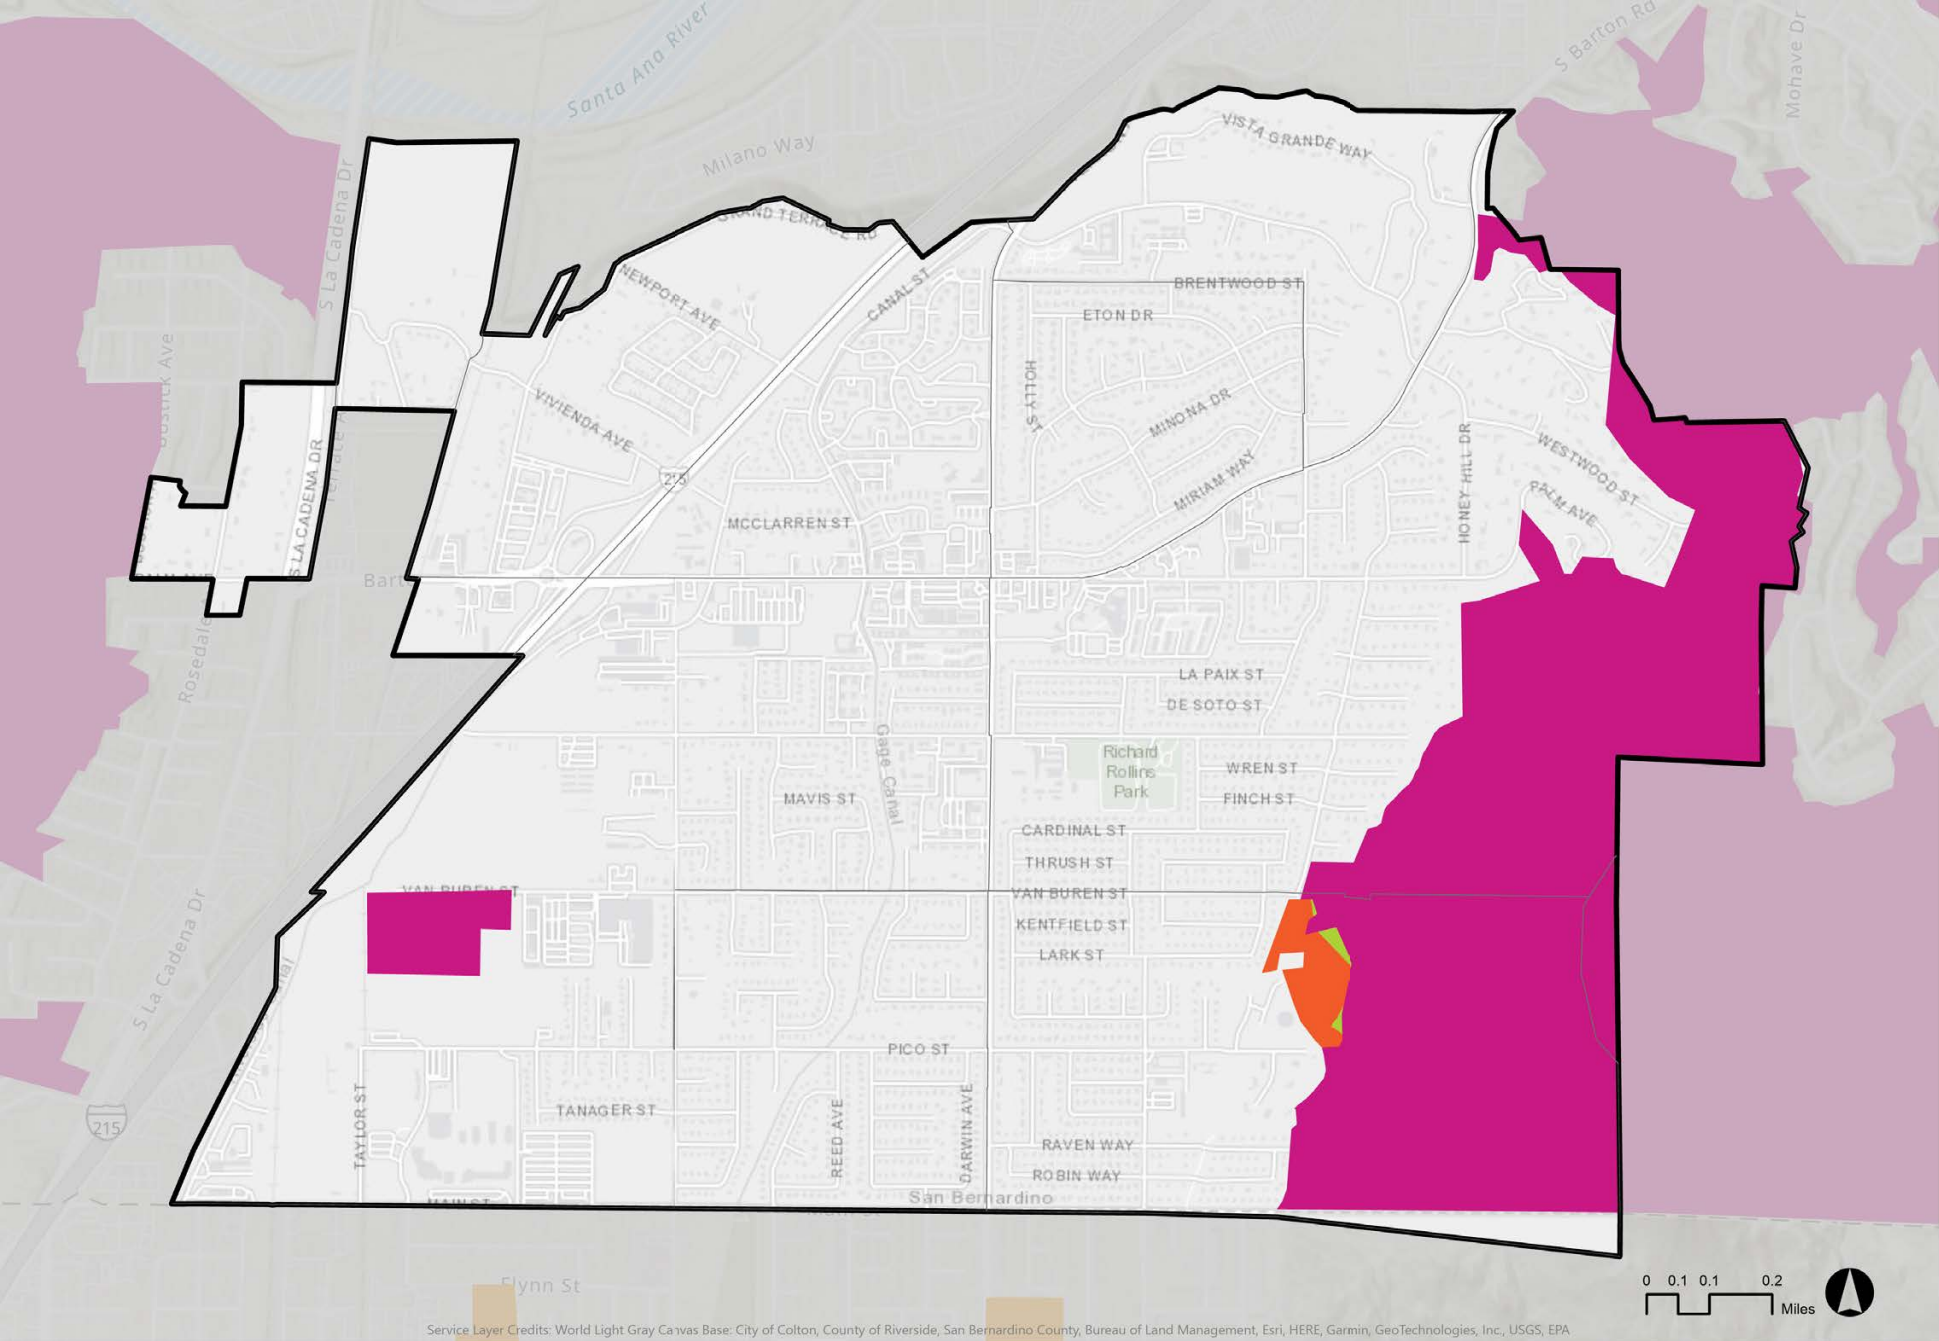 Santa Ana River
S Barton Rd
Mohave Dr
Milano Way
VISTA GRANDE WAY
S La Cadena Dr
GRAND TERRACE RD
NEWPORT AVE
CANAL ST
BRENTWOOD ST
ETON DR
HOLLY ST
MINONA DR
VIVIENDA AVE
215
MIRIAM WAY
HONEY HILL DR
WESTWOOD ST
PALM AVE
S LA CADENA DR
MCCLARREN ST
Bart
Rosedale
LA PAIX ST
DE SOTO ST
Gage Canal
Richard
Rollins
Park
WREN ST
FINCH ST
MAVIS ST
CARDINAL ST
THRUSH ST
VAN BUREN ST
VAN BUREN ST
KENTFIELD ST
LARK ST
S La Cadena Dr
PICO ST
215
TAYLOR ST
TANAGER ST
REED AVE
DARWIN AVE
RAVEN WAY
ROBIN WAY
MAIN ST
San Bernardino
Flynn St
0 0.1 0.1 0.2
Miles
Service Layer Credits: World Light Gray Canvas Base: City of Colton, County of Riverside, San Bernardino County, Bureau of Land Management, Esri, HERE, Garmin, GeoTechnologies, Inc., USGS, EPA